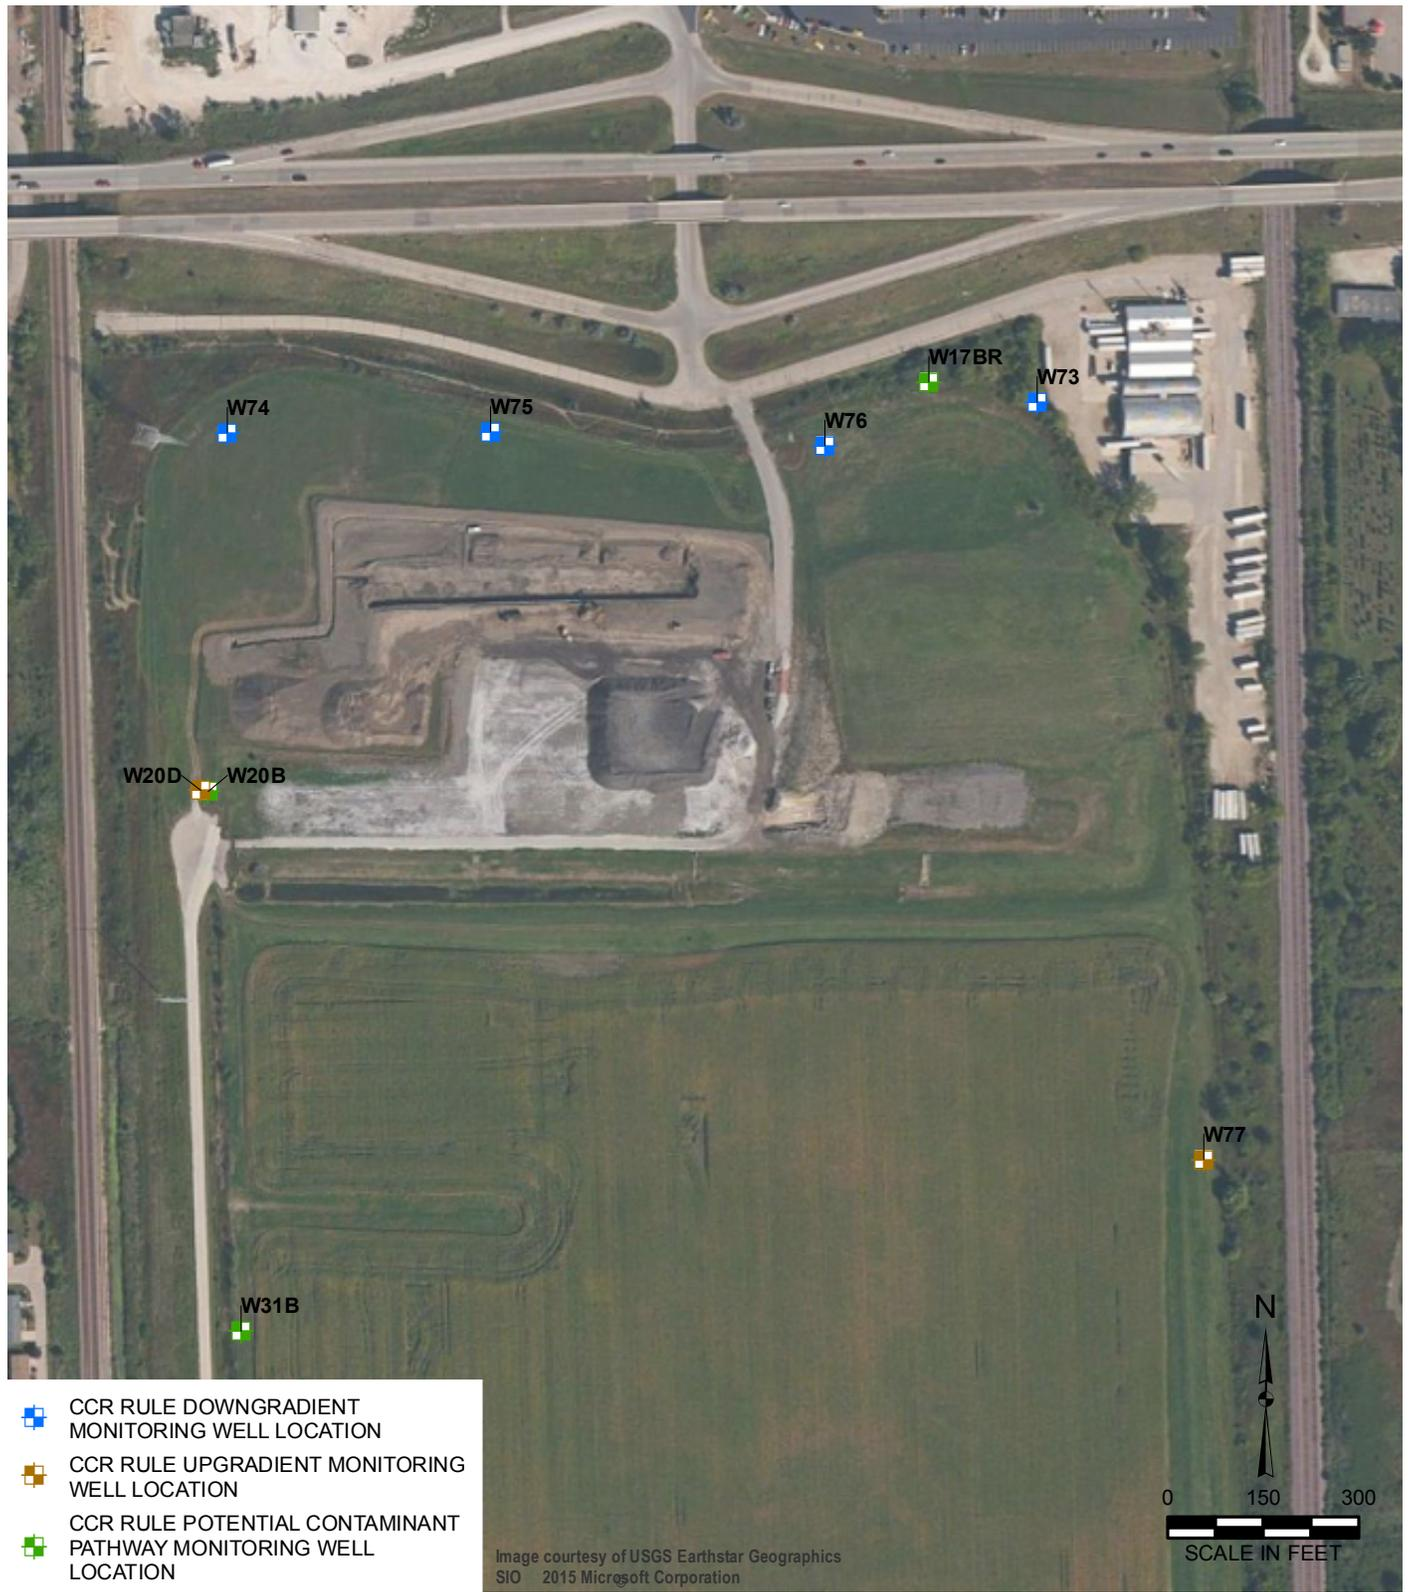 W17BR
W73
W74
W75
W76
W20D
W20B
W77
W31B
N
0 150 300
SCALE IN FEET
CCR RULE DOWNGRADIENT
MONITORING WELL LOCATION
CCR RULE UPGRADIENT MONITORING
WELL LOCATION
CCR RULE POTENTIAL CONTAMINANT
PATHWAY MONITORING WELL
LOCATION
Image courtesy of USGS Earthstar Geographics
SIO © 2015 Microsoft Corporation